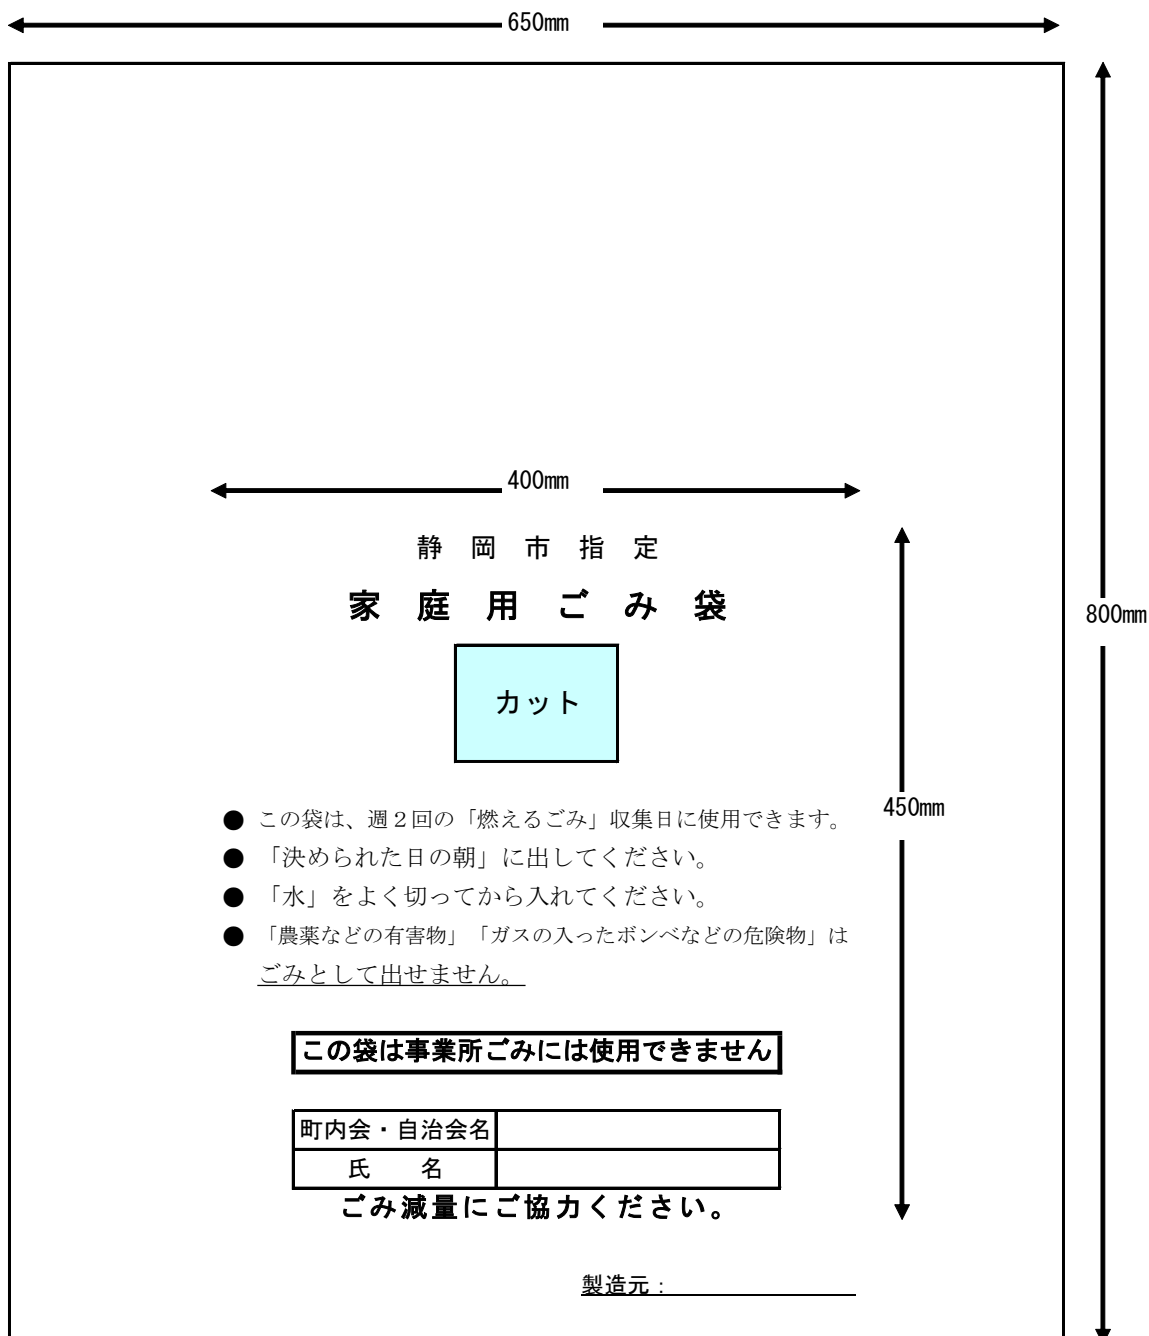 650mm
400mm
静岡市指定
家庭用ごみ袋
800mm
カット
450mm
● この袋は、週２回の「燃えるごみ」収集日に使用できます。
● 「決められた日の朝」に出してください。
● 「水」をよく切ってから入れてください。
● 「農薬などの有害物」「ガスの入ったボンベなどの危険物」は
ごみとして出せません。
この袋は事業所ごみには使用できません
町内会・自治会名
氏　　名
ごみ減量にご協力ください。
製造元：